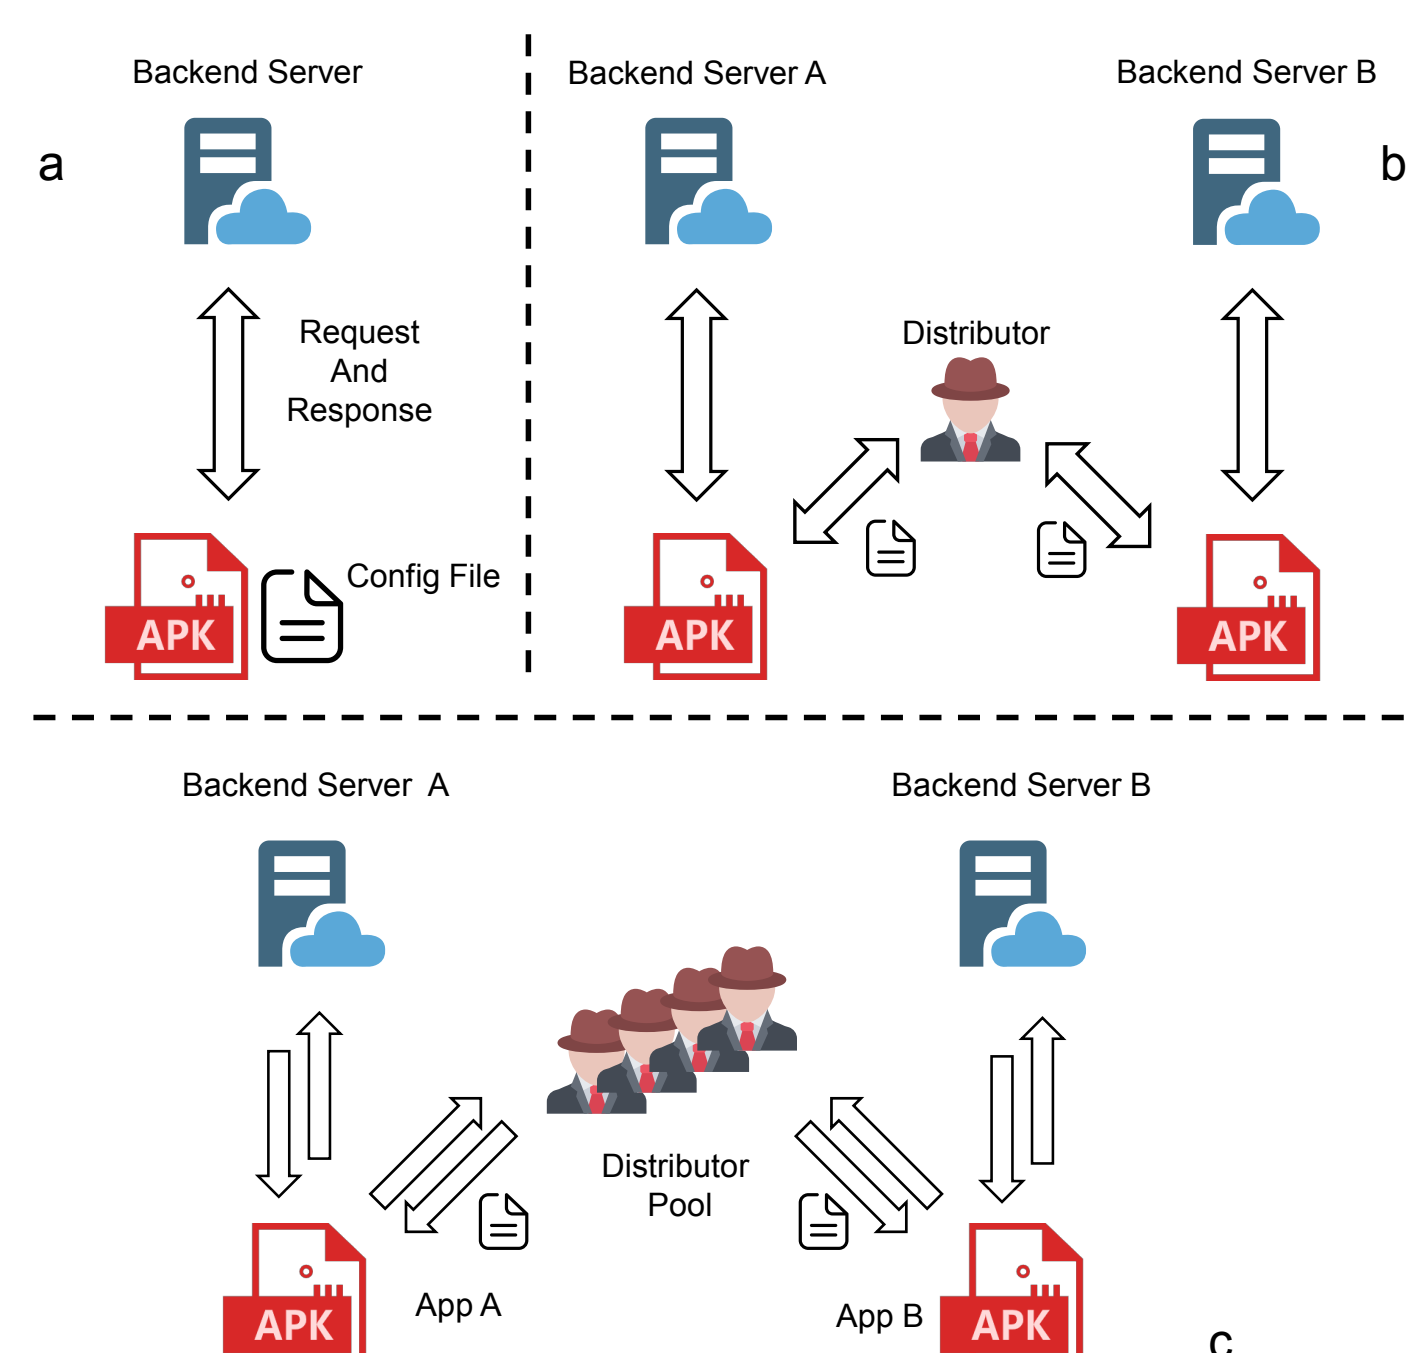 Backend Server
a
Request
And
Response
Config File
APK
Backend Server A
Backend Server B
b
Distributor
APK
APK
Backend Server  A
Backend Server B
Distributor
Pool
App A
App B
APK
APK
c